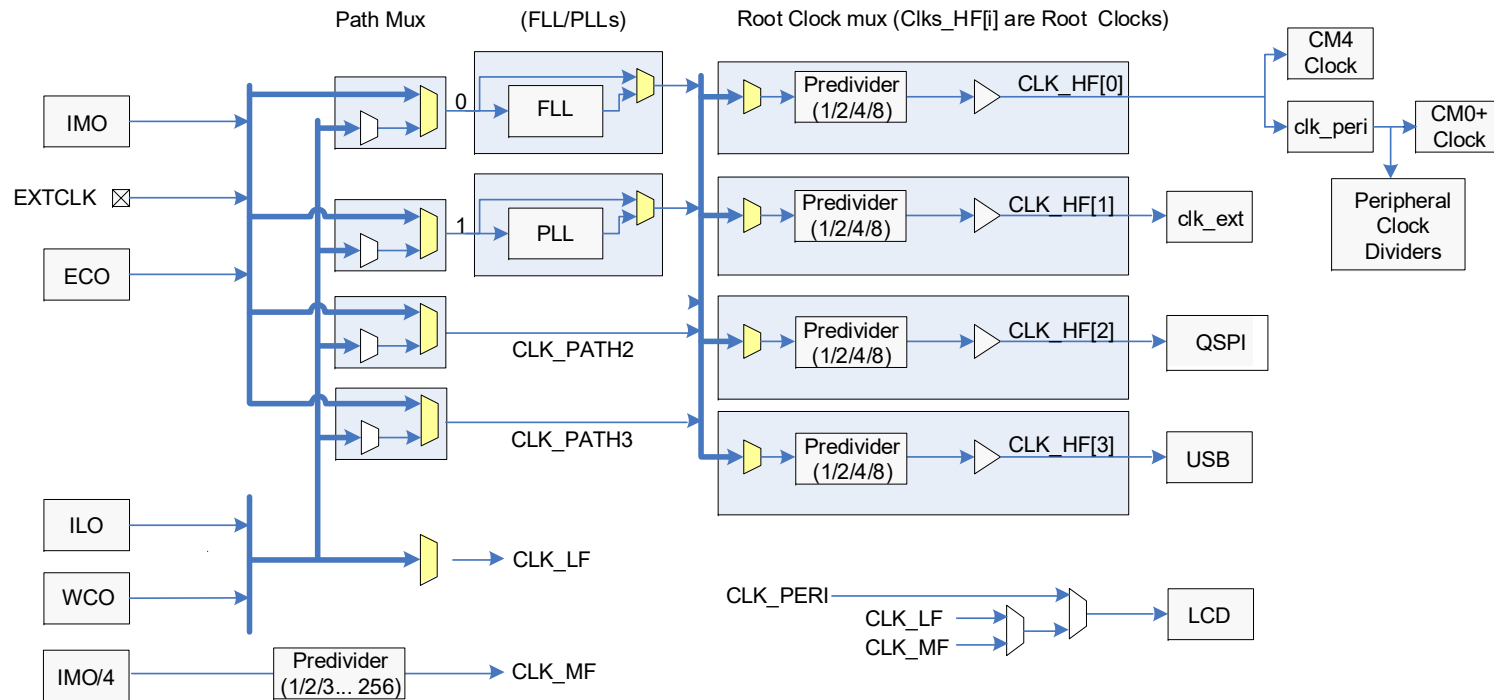 Path Mux
(FLL/PLLs)
Root Clock mux (Clks_HF[i] are Root Clocks)
IMO
EXTCLK
ECO
ILO
WCO
IMO/4
0
FLL
1
PLL
CLK_PATH2
CLK_PATH3
CLK_LF
Predivider
(1/2/3... 256)
CLK_MF
Predivider
(1/2/4/8)
CLK_HF[0]
CM4
Clock
clk_peri
CM0+
Clock
Peripheral
Clock
Dividers
Predivider
(1/2/4/8)
CLK_HF[1]
clk_ext
Predivider
(1/2/4/8)
CLK_HF[2]
QSPI
Predivider
(1/2/4/8)
CLK_HF[3]
USB
CLK_PERI
CLK_LF
CLK_MF
LCD